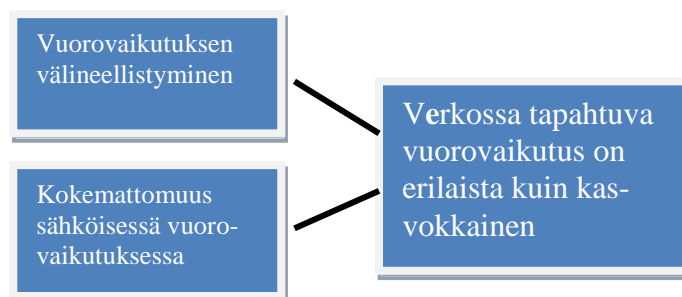 Vuorovaikutuksen
välineellistyminen
Kokemattomuus
sähköisessä vuoro-
vaikutuksessa
Verkossa tapahtuva
vuorovaikutus on
erilaista kuin kas-
vokkainen